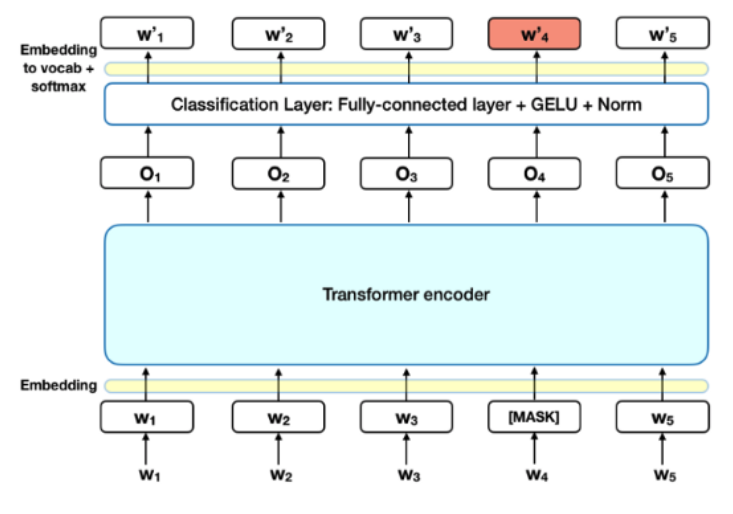 w'1 w'2 w'3 w'4 w'5
Embedding
to vocab +
softmax
Classification Layer: Fully-connected layer + GELU + Norm
O1 O2 O3 O4 O5
Transformer encoder
Embedding
W1 W2 W3 [MASK] W5
W1 W2 W3 W4 W5